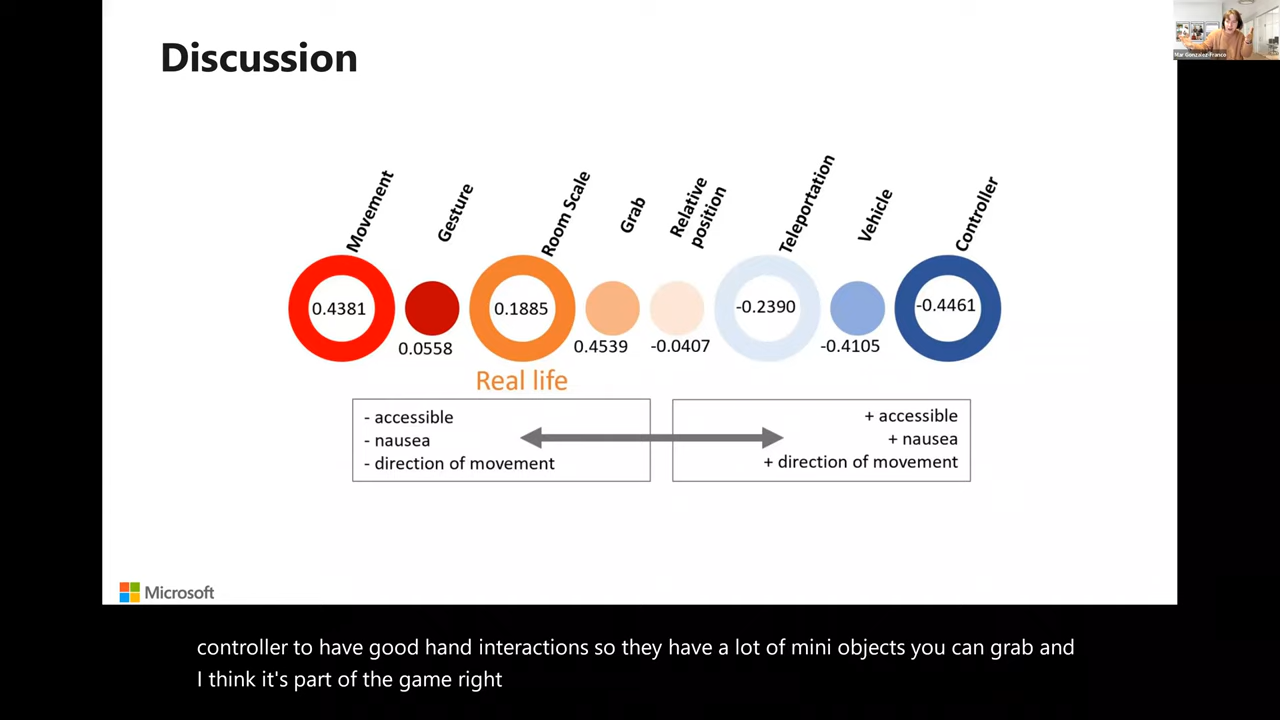 Discussion
Mar Gonzalez Franco
Movement
Gesture
Room Scale
Grab
Relative
position
Teleportation
Vehicle
Controller
0.4381
0.0558
0.1885
0.4539
-0.0407
-0.2390
-0.4105
-0.4461
Real life
- accessible
- nausea
- direction of movement
+ accessible
+ nausea
+ direction of movement
Microsoft
controller to have good hand interactions so they have a lot of mini objects you can grab and
I think it's part of the game right